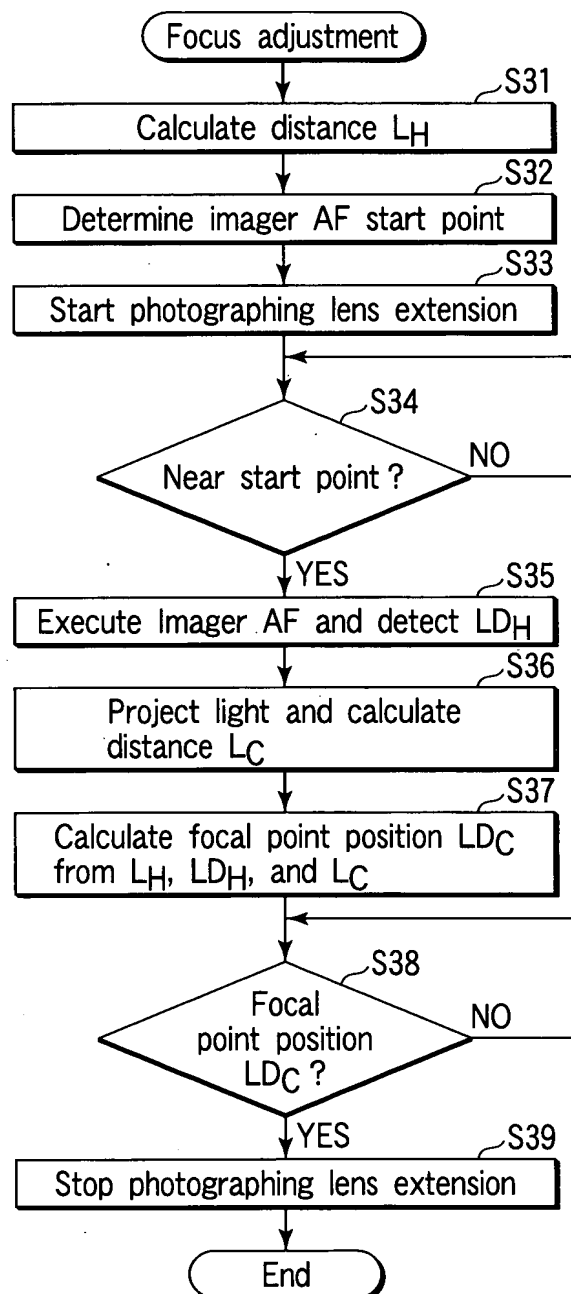 Focus adjustment
S31
Calculate distance LH
S32
Determine imager AF start point
S33
Start photographing lens extension
S34
Near start point?
NO
YES
S35
Execute Imager AF and detect LDH
S36
Project light and calculate
distance LC
S37
Calculate focal point position LDC
from LH, LDH, and LC
S38
Focal
point position
LDC?
NO
YES
S39
Stop photographing lens extension
End